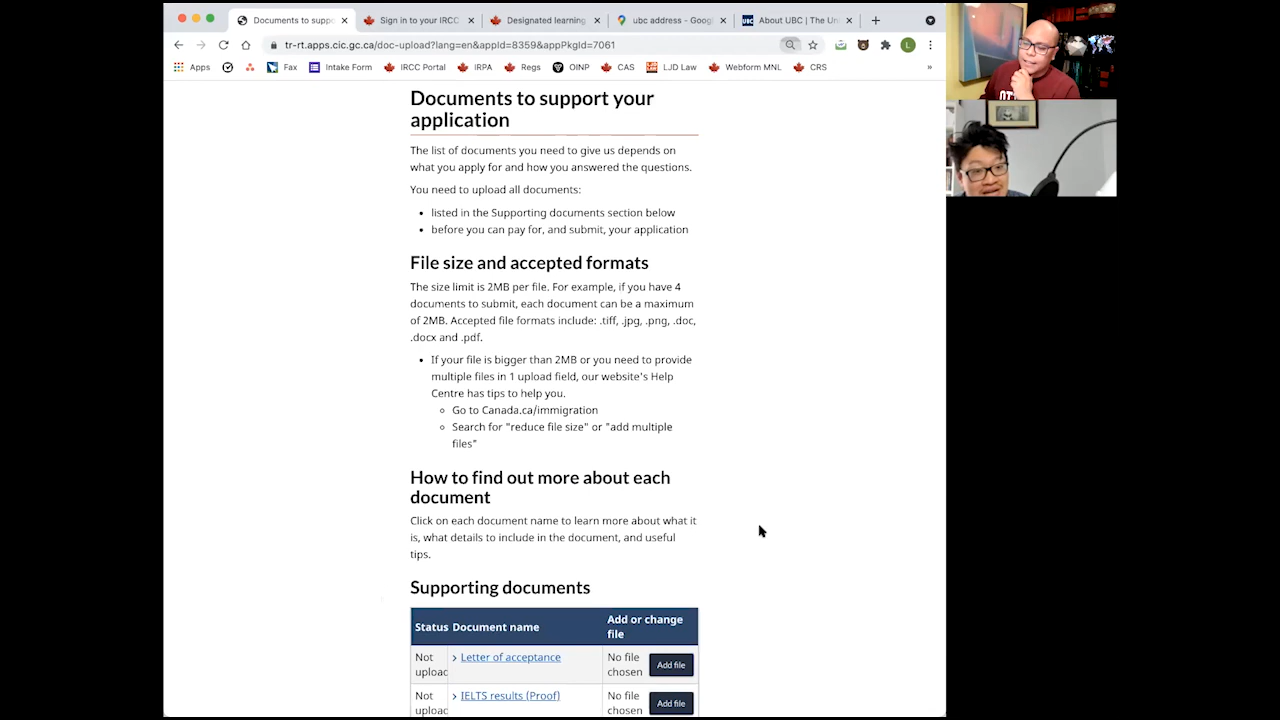 Documents to suppo
Sign in to your IRCC
Designated learning
ubc address - Goog
UBC
About UBC | The Un
tr-rt.apps.cic.gc.ca/doc-upload?lang=en&appId=8359&appPkgId=7061
L
Apps
Fax
Intake Form
IRCC Portal
IRPA
Regs
OINP
CAS
LJD Law
Webform MNL
CRS
»
Documents to support your
application
The list of documents you need to give us depends on
what you apply for and how you answered the questions.
You need to upload all documents:
• listed in the Supporting documents section below
• before you can pay for, and submit, your application
File size and accepted formats
The size limit is 2MB per file. For example, if you have 4
documents to submit, each document can be a maximum
of 2MB. Accepted file formats include: .tiff, .jpg, .png, .doc,
.docx and .pdf.
• If your file is bigger than 2MB or you need to provide
multiple files in 1 upload field, our website's Help
Centre has tips to help you.
Go to Canada.ca/immigration
Search for "reduce file size" or "add multiple
files"
How to find out more about each
document
Click on each document name to learn more about what it
is, what details to include in the document, and useful
tips.
Supporting documents
Status Document name Add or change
file
Not
upload
Letter of acceptance
No file
chosen
Add file
Not
upload
IELTS results (Proof)
No file
chosen
Add file